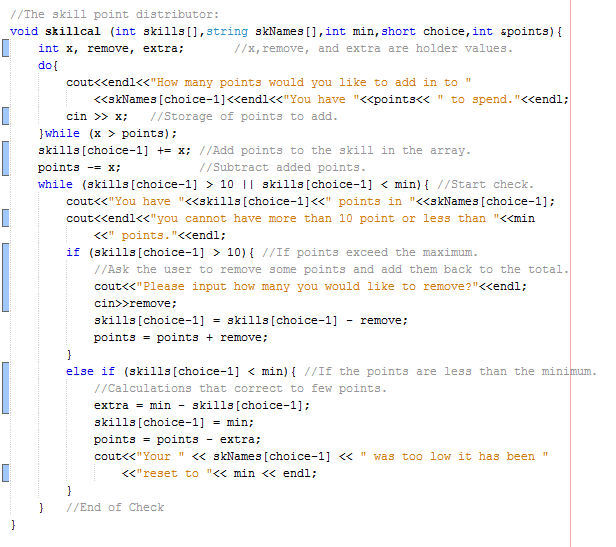 //The skill point distributor:
void skillcal (int skills[],string skNames[],int min,short choice,int &points){
    int x, remove, extra;       //x,remove, and extra are holder values.
    do{
        cout<<endl<<"How many points would you like to add in to "
            <<skNames[choice-1]<<endl<<"You have "<<points<< " to spend."<<endl;
        cin >> x;   //Storage of points to add.
    }while (x > points);
    skills[choice-1] += x; //Add points to the skill in the array.
    points -= x;           //Subtract added points.
    while (skills[choice-1] > 10 || skills[choice-1] < min){ //Start check.
        cout<<"You have "<<skills[choice-1]<<" points in "<<skNames[choice-1];
        cout<<endl<<"you cannot have more than 10 point or less than "<<min
            <<" points."<<endl;
        if (skills[choice-1] > 10){ //If points exceed the maximum.
            //Ask the user to remove some points and add them back to the total.
            cout<<"Please input how many you would like to remove?"<<endl;
            cin>>remove;
            skills[choice-1] = skills[choice-1] - remove;
            points = points + remove;
        }
        else if (skills[choice-1] < min){ //If the points are less than the minimum.
            //Calculations that correct to few points.
            extra = min - skills[choice-1];
            skills[choice-1] = min;
            points = points - extra;
            cout<<"Your " << skNames[choice-1] << " was too low it has been "
                <<"reset to "<< min << endl;
        }
    }   //End of Check
}